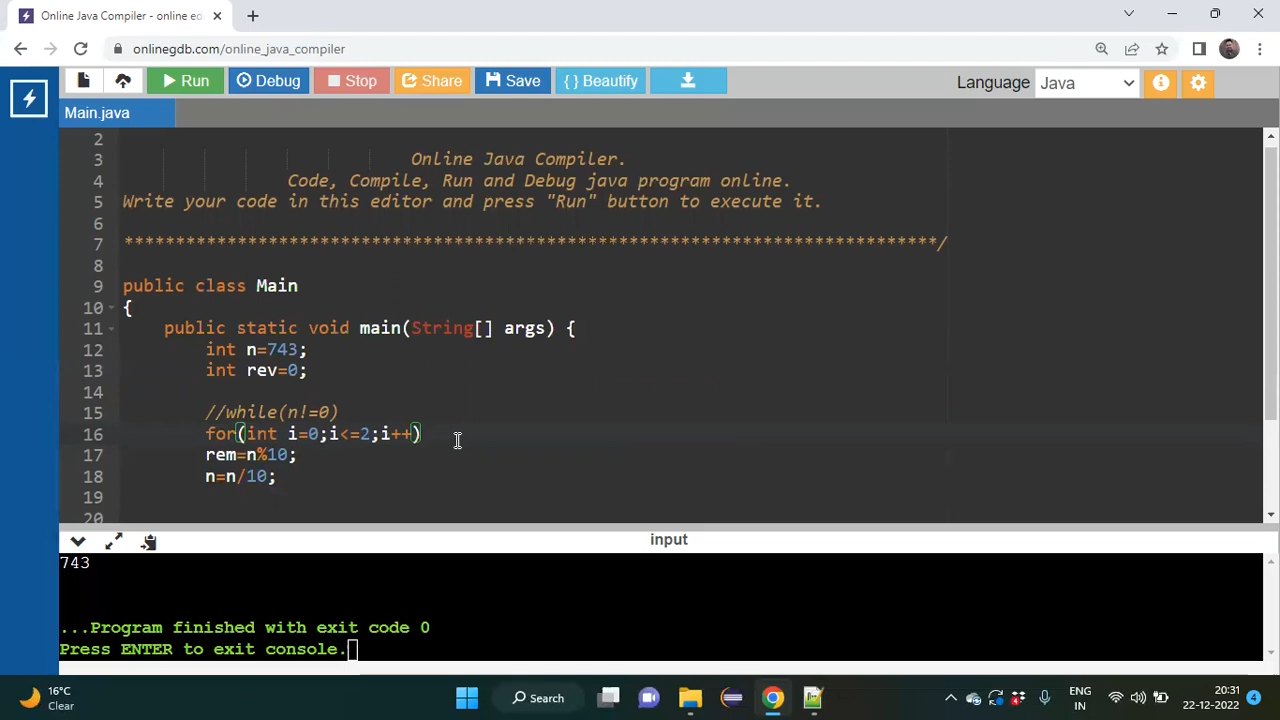 Online Java Compiler - online ed
onlinegdb.com/online_java_compiler
Run Debug Stop Share Save { } Beautify Language Java
Main.java
2
3 Online Java Compiler.
4 Code, Compile, Run and Debug java program online.
5 Write your code in this editor and press "Run" button to execute it.
6
7 *******************************************************************************/
8
9 public class Main
10 {
11 public static void main(String[] args) {
12 int n=743;
13 int rev=0;
14
15 //while(n!=0)
16 for(int i=0;i<=2;i++)
17 rem=n%10;
18 n=n/10;
19
20
input
743
...Program finished with exit code 0
Press ENTER to exit console.
16°C
Clear
Search
ENG
IN
20:31
22-12-2022
4